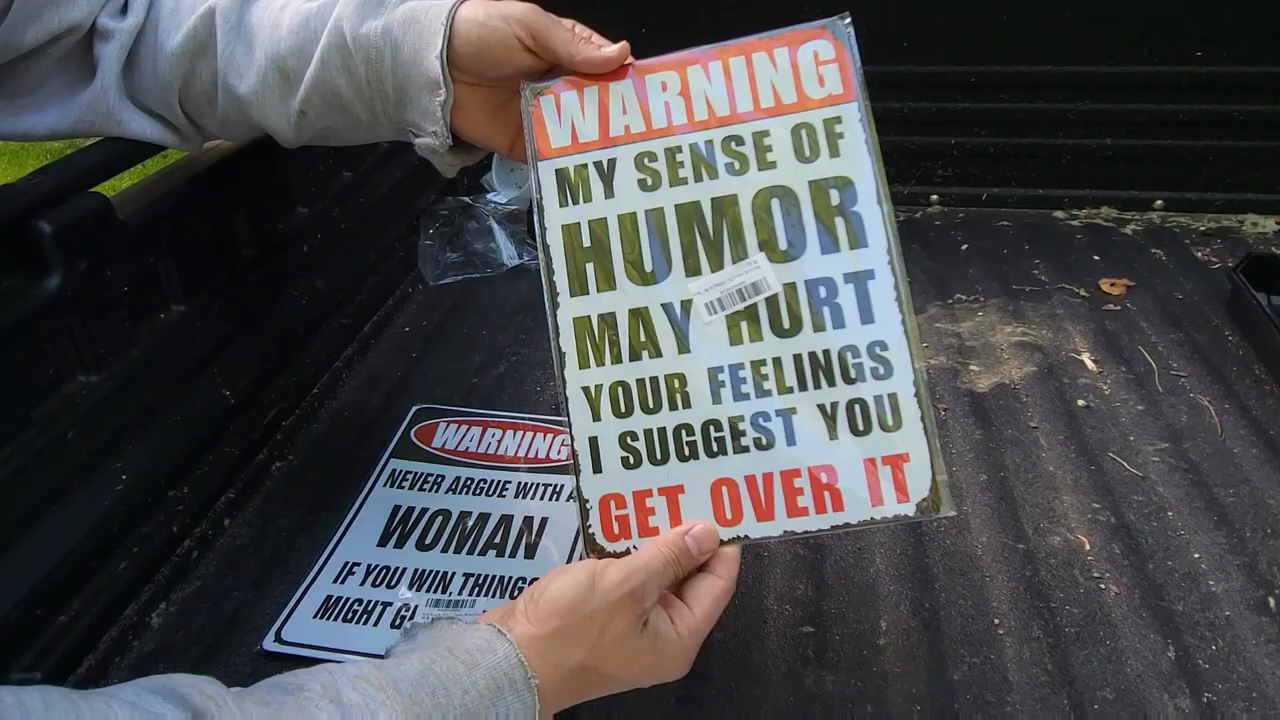 WARNING
MY SENSE OF
HUMOR
MAY HURT
YOUR FEELINGS
I SUGGEST YOU
GET OVER IT
WARNING
NEVER ARGUE WITH A
WOMAN
IF YOU WIN, THINGS
MIGHT